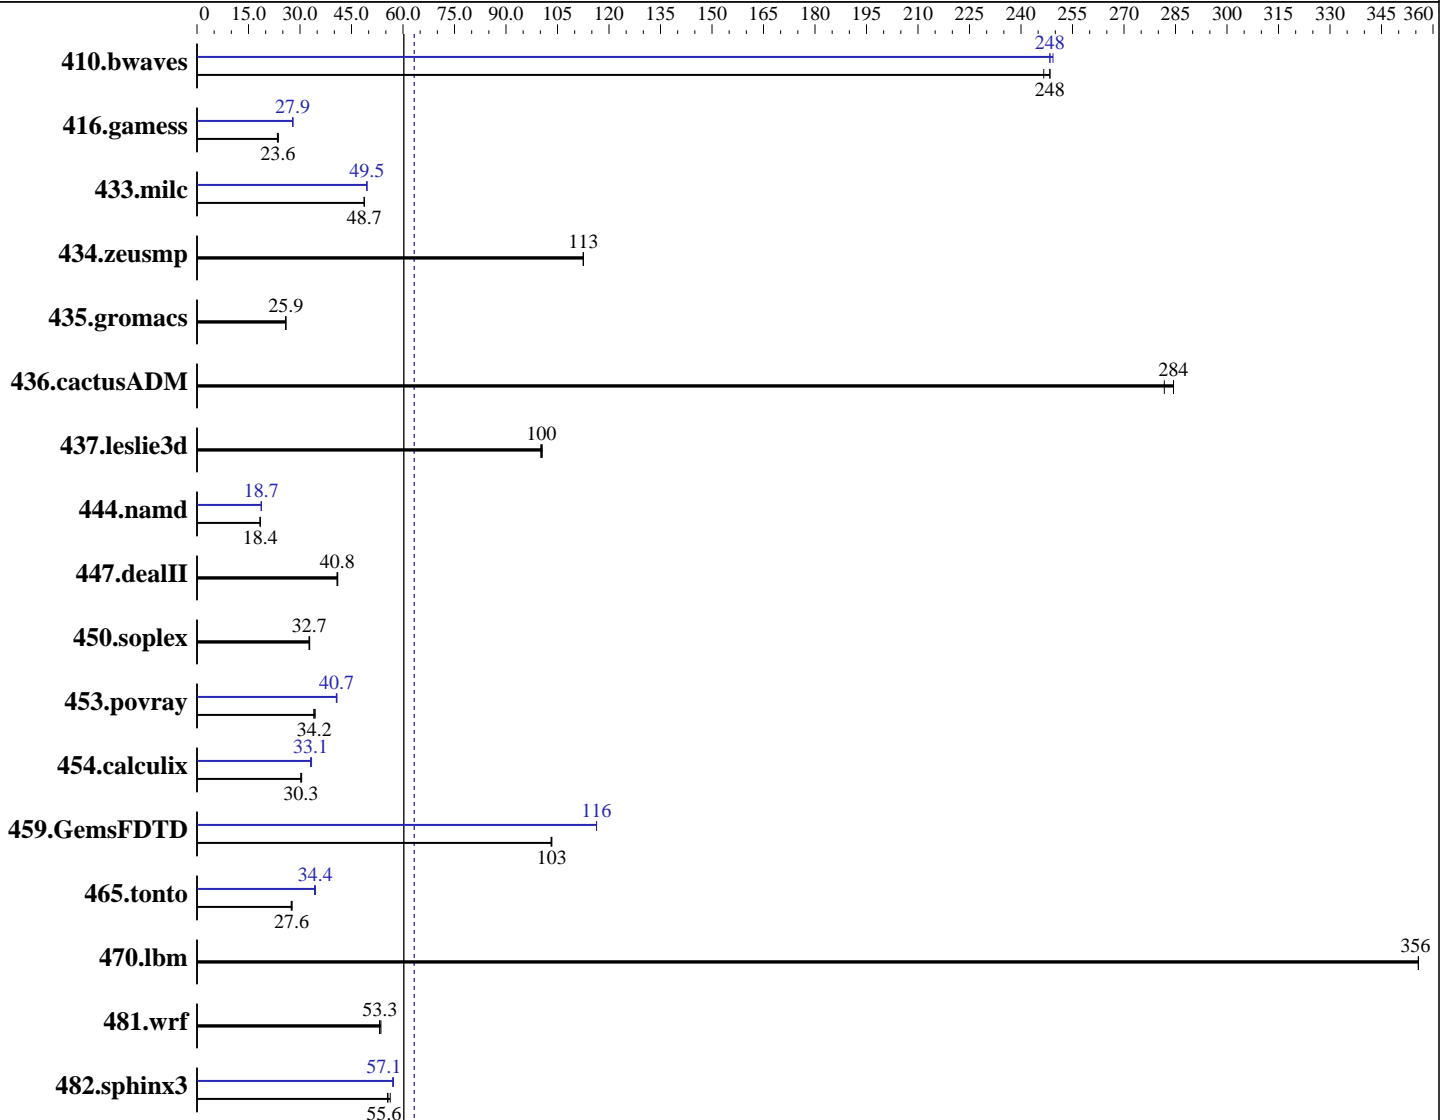 0 15.0 30.0 45.0 60.0 75.0 90.0 105 120 135 150 165 180 195 210 225 240 255 270 285 300 315 330 345 360
248
410.bwaves
248
27.9
416.gamess
23.6
49.5
433.milc
48.7
113
434.zeusmp
25.9
435.gromacs
284
436.cactusADM
100
437.leslie3d
18.7
444.namd
18.4
40.8
447.dealII
32.7
450.soplex
40.7
453.povray
34.2
33.1
454.calculix
30.3
116
459.GemsFDTD
103
34.4
465.tonto
27.6
356
470.lbm
53.3
481.wrf
57.1
482.sphinx3
55.6